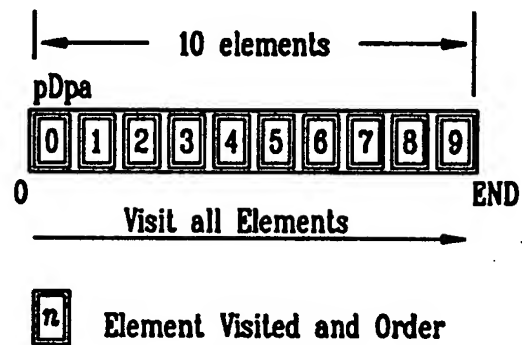 10 elements
pDpa
0 1 2 3 4 5 6 7 8 9
0 END
Visit all Elements
n Element Visited and Order